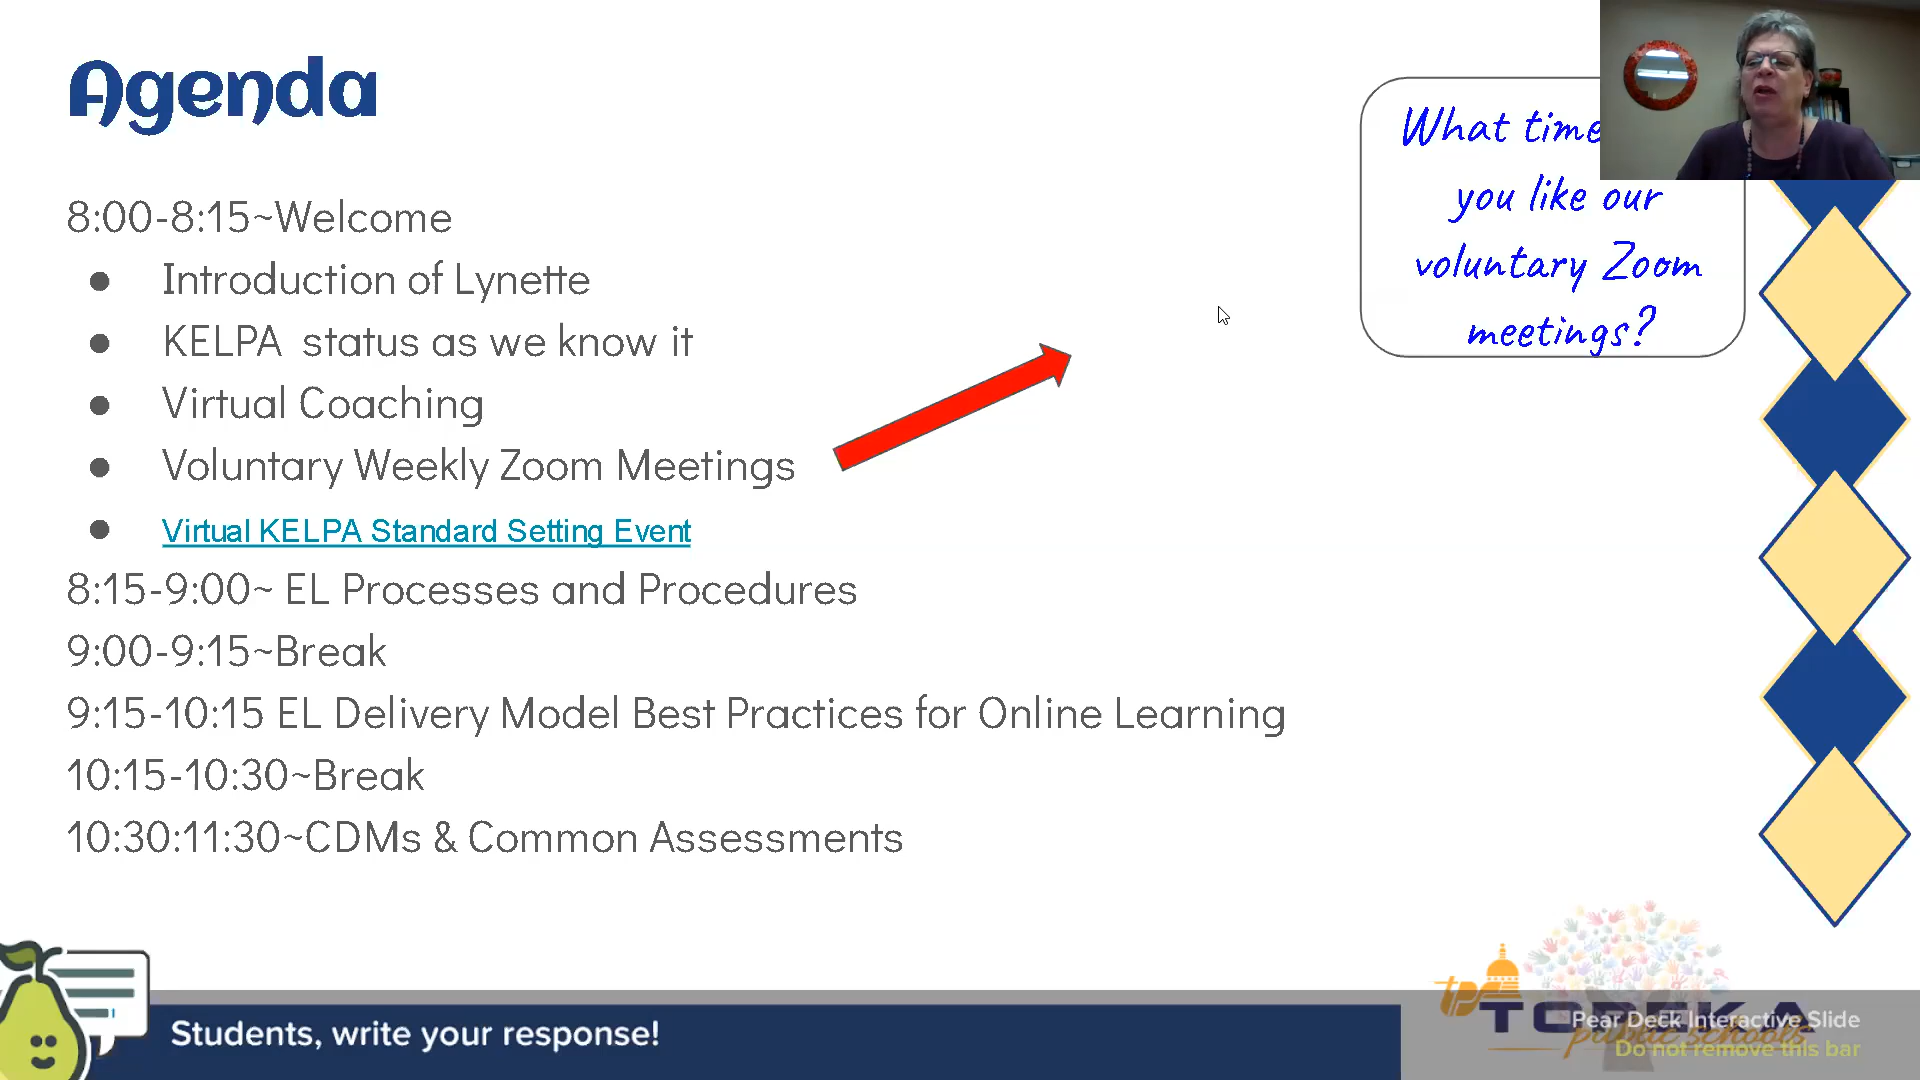 Agenda
What time
you like our
voluntary Zoom
meetings?
8:00-8:15~Welcome
● Introduction of Lynette
● KELPA status as we know it
● Virtual Coaching
● Voluntary Weekly Zoom Meetings
● Virtual KELPA Standard Setting Event
8:15-9:00~ EL Processes and Procedures
9:00-9:15~Break
9:15-10:15 EL Delivery Model Best Practices for Online Learning
10:15-10:30~Break
10:30:11:30~CDMs & Common Assessments
Students, write your response!
tps
TOPEKA
public schools
Pear Deck Interactive Slide
Do not remove this bar